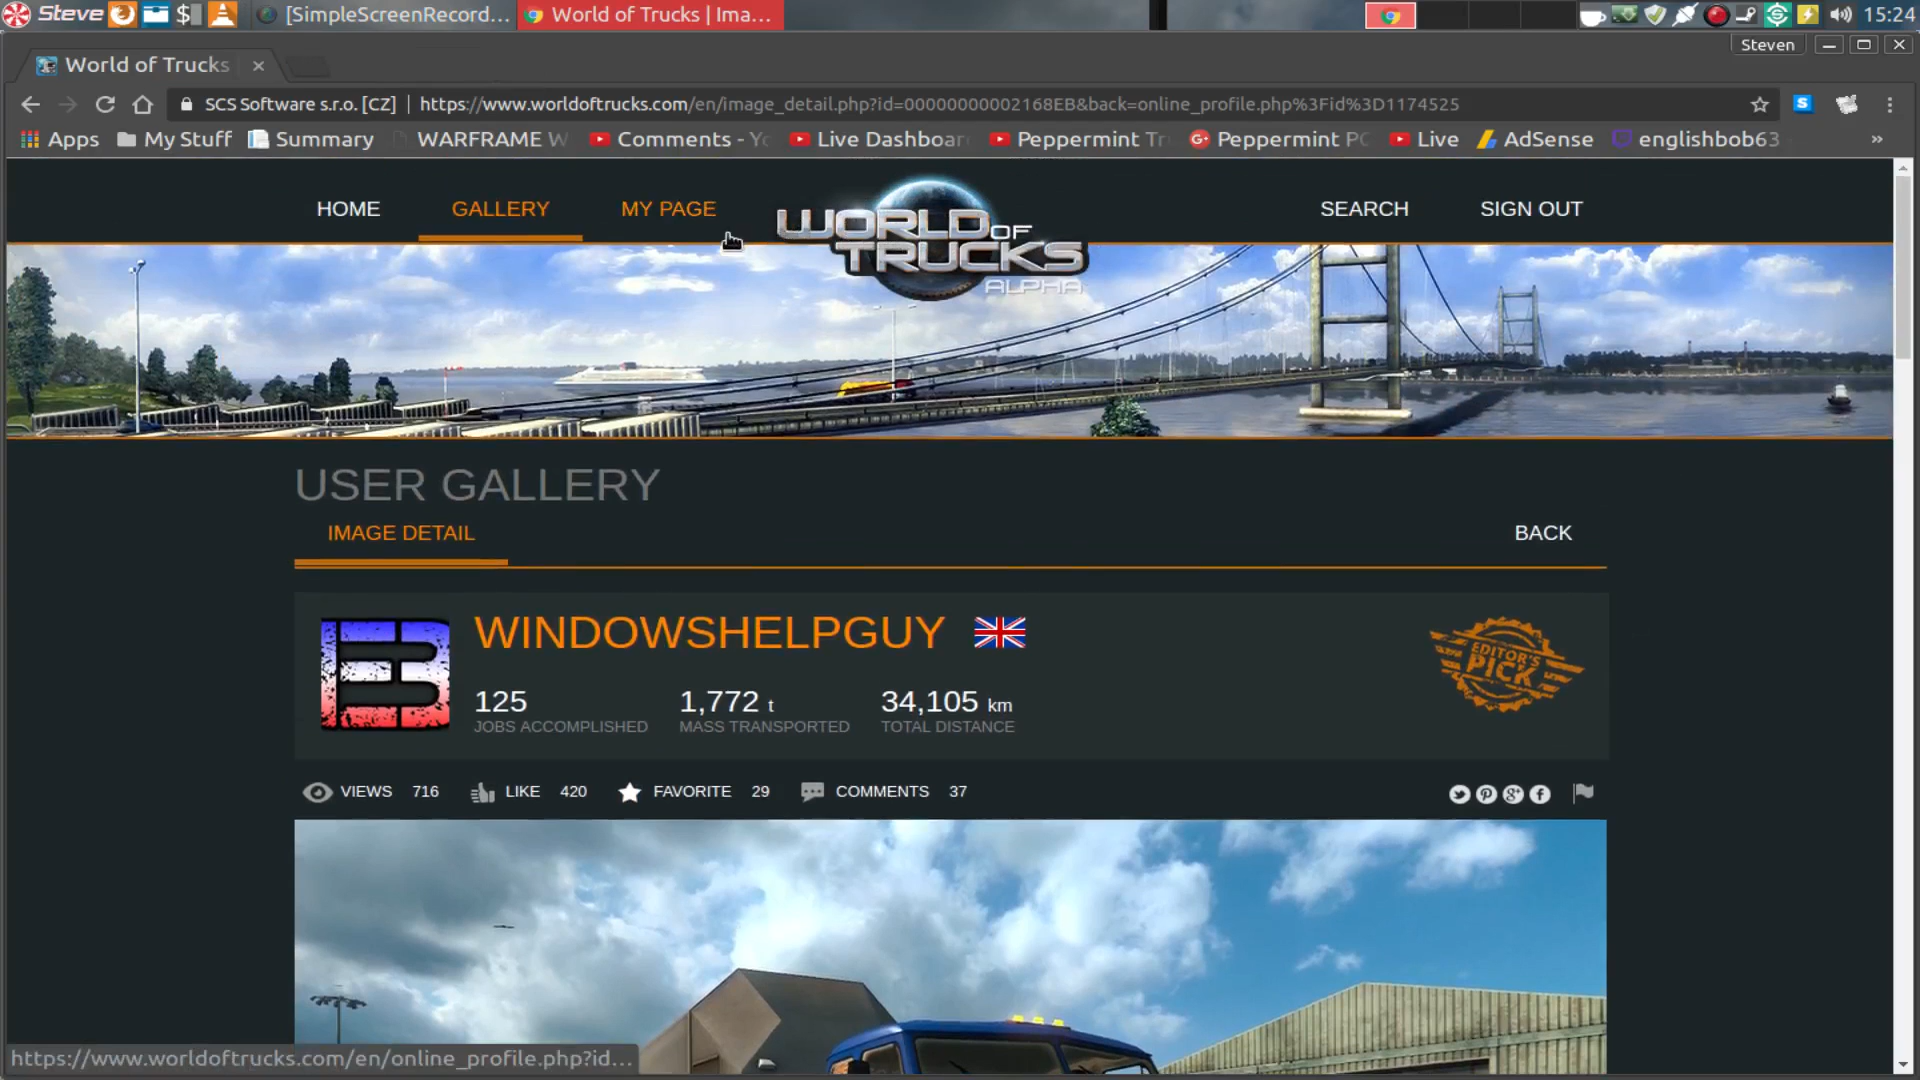 Steve
[SimpleScreenRecord...
World of Trucks | Ima...
15:24
Steven
World of Trucks
SCS Software s.r.o. [CZ] | https://www.worldoftrucks.com/en/image_detail.php?id=00000000002168EB&back=online_profile.php%3Fid%3D1174525
Apps My Stuff Summary WARFRAME W Comments - Yo Live Dashboar Peppermint Tr Peppermint PC Live AdSense englishbob63 »
HOME GALLERY MY PAGE SEARCH SIGN OUT
WORLD OF
TRUCKS
ALPHA
USER GALLERY
IMAGE DETAIL BACK
WINDOWSHELPGUY
EDITOR'S
PICK
125 1,772 t 34,105 km
JOBS ACCOMPLISHED MASS TRANSPORTED TOTAL DISTANCE
VIEWS 716 LIKE 420 FAVORITE 29 COMMENTS 37
https://www.worldoftrucks.com/en/online_profile.php?id...